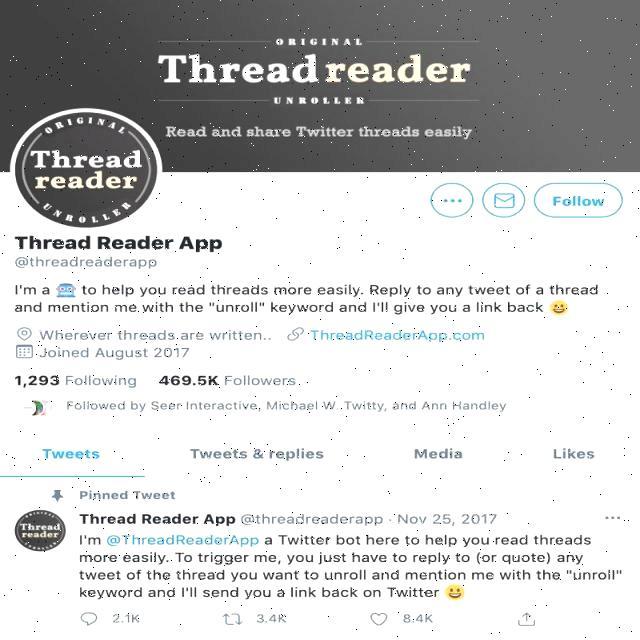 ORIGINAL
Thread reader
UNROLLER
Read and share Twitter threads easily
ORIGINAL
Thread
reader
UNROLLER
Follow
Thread Reader App
@threadreaderapp
I'm a 🤖 to help you read threads more easily. Reply to any tweet of a thread
and mention me with the "unroll" keyword and I'll give you a link back 😀
Wherever threads are written.. ThreadReaderApp.com
Joined August 2017
1,293 Following 469.5K Followers
Followed by Seer Interactive, Michael W. Twitty, and Ann Handley
Tweets Tweets & replies Media Likes
Pinned Tweet
Thread Reader App @threadreaderapp · Nov 25, 2017
Thread
reader
I'm @ThreadReaderApp a Twitter bot here to help you read threads
more easily. To trigger me, you just have to reply to (or quote) any
tweet of the thread you want to unroll and mention me with the "unroll"
keyword and I'll send you a link back on Twitter 😀
2.1K 3.4K 8.4K